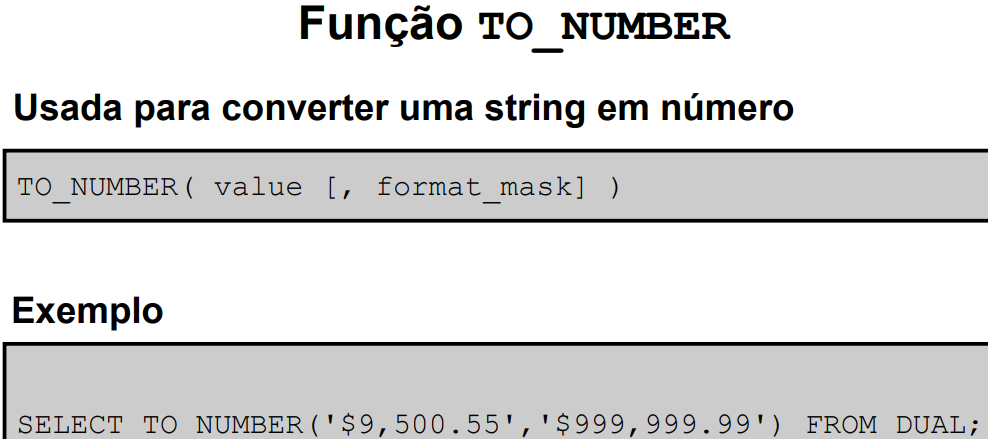 Função TO_NUMBER
Usada para converter uma string em número
TO_NUMBER( value [, format_mask] )
Exemplo
SELECT TO_NUMBER('$9,500.55','$999,999.99') FROM DUAL;